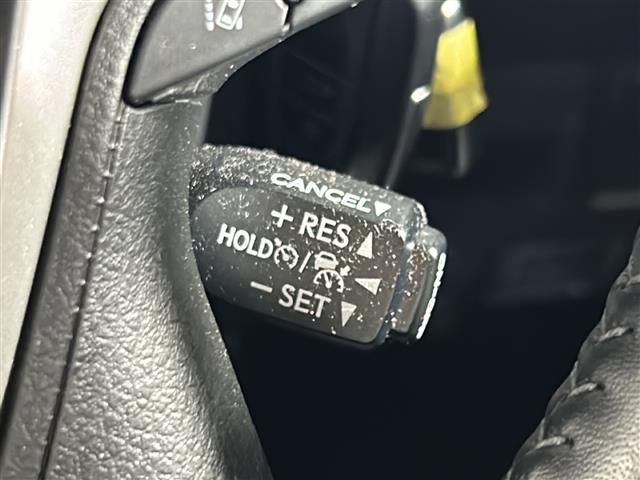 CANCEL▼
+ RES ▲
HOLD / ◀
− SET ▼